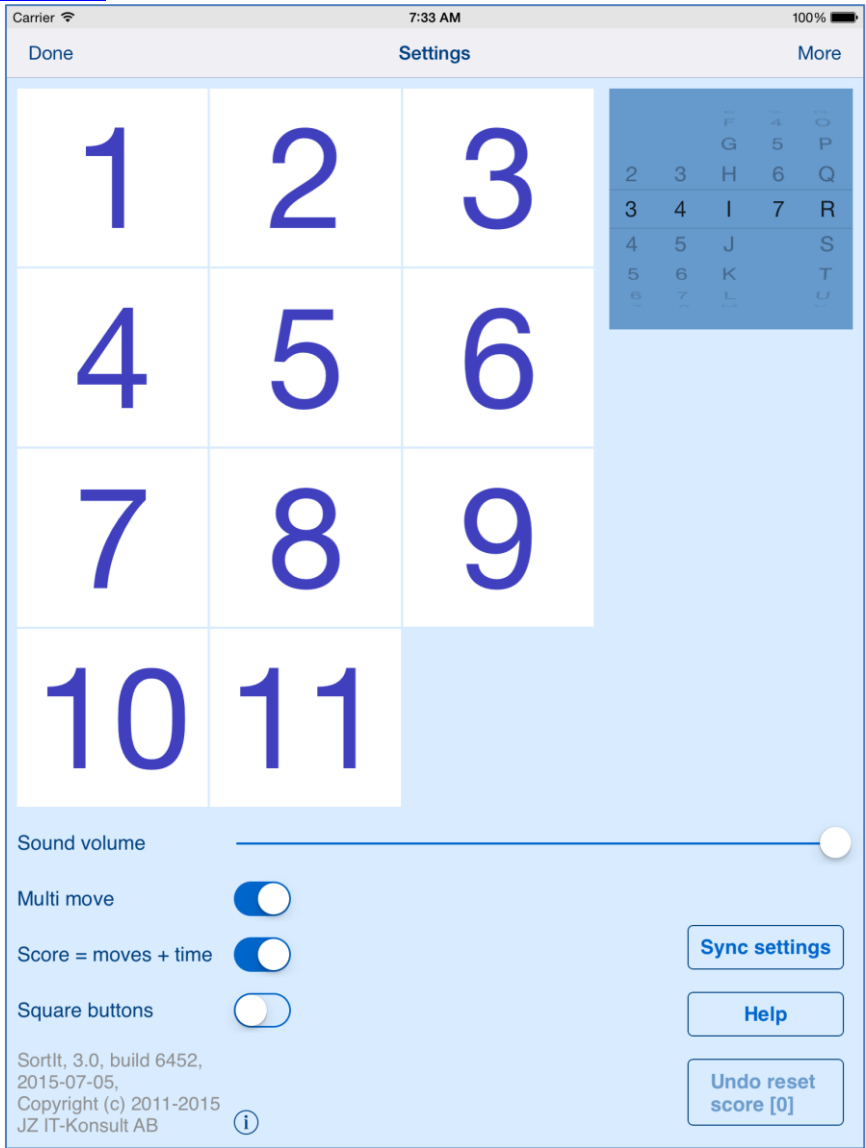 Carrier 7:33 AM 100%
Done Settings More
1 2 3
4 5 6
7 8 9
10 11
F 4 O
G 5 P
2 3 H 6 Q
3 4 I 7 R
4 5 J S
5 6 K T
6 7 L U
Sound volume
Multi move
Score = moves + time
Square buttons
Sync settings
Help
Undo reset
score [0]
SortIt, 3.0, build 6452,
2015-07-05,
Copyright (c) 2011-2015
JZ IT-Konsult AB
i